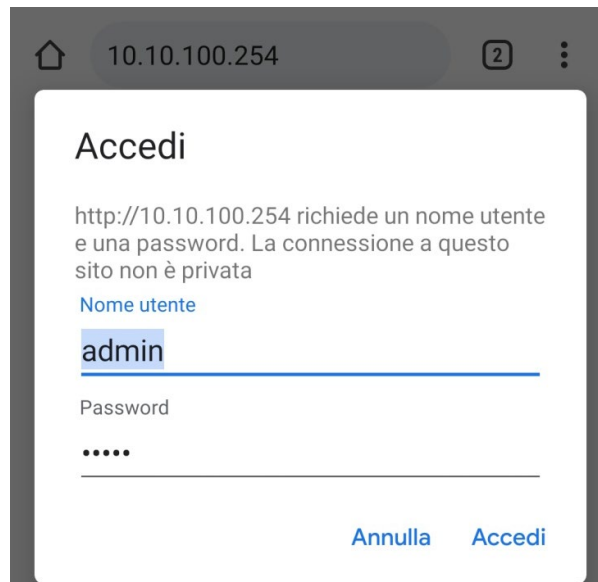 10.10.100.254
2
Accedi
http://10.10.100.254 richiede un nome utente
e una password. La connessione a questo
sito non è privata
Nome utente
admin
Password
•••••
Annulla Accedi